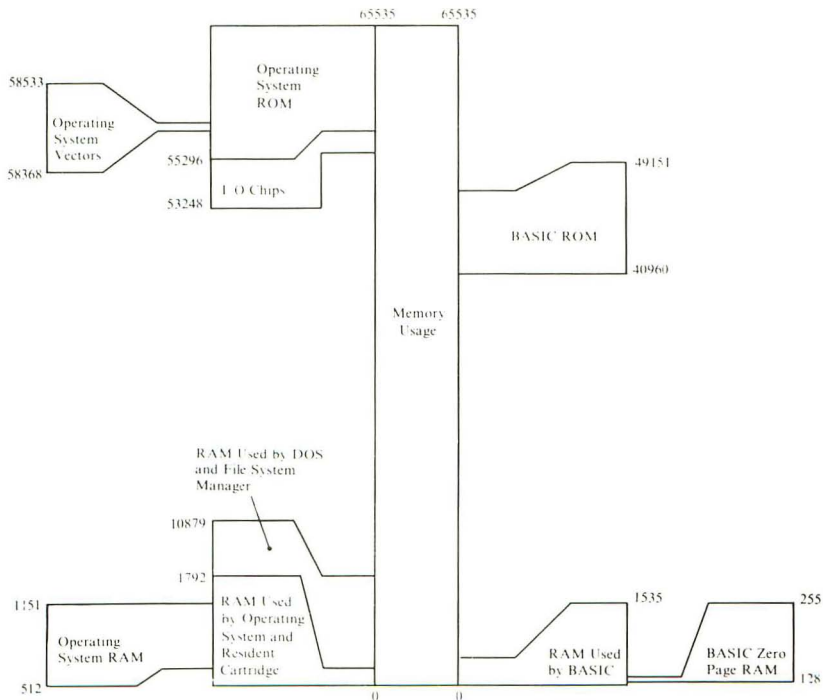 65535
65535
58533
Operating
System
Vectors
58368
Operating
System
ROM
55296
I O Chips
53248
49151
BASIC ROM
40960
Memory
Usage
RAM Used by DOS
and File System
Manager
10879
1792
RAM Used
by Operating
System and
Resident
Cartridge
1151
Operating
System RAM
512
0
0
1535
RAM Used
by BASIC
255
BASIC Zero
Page RAM
128